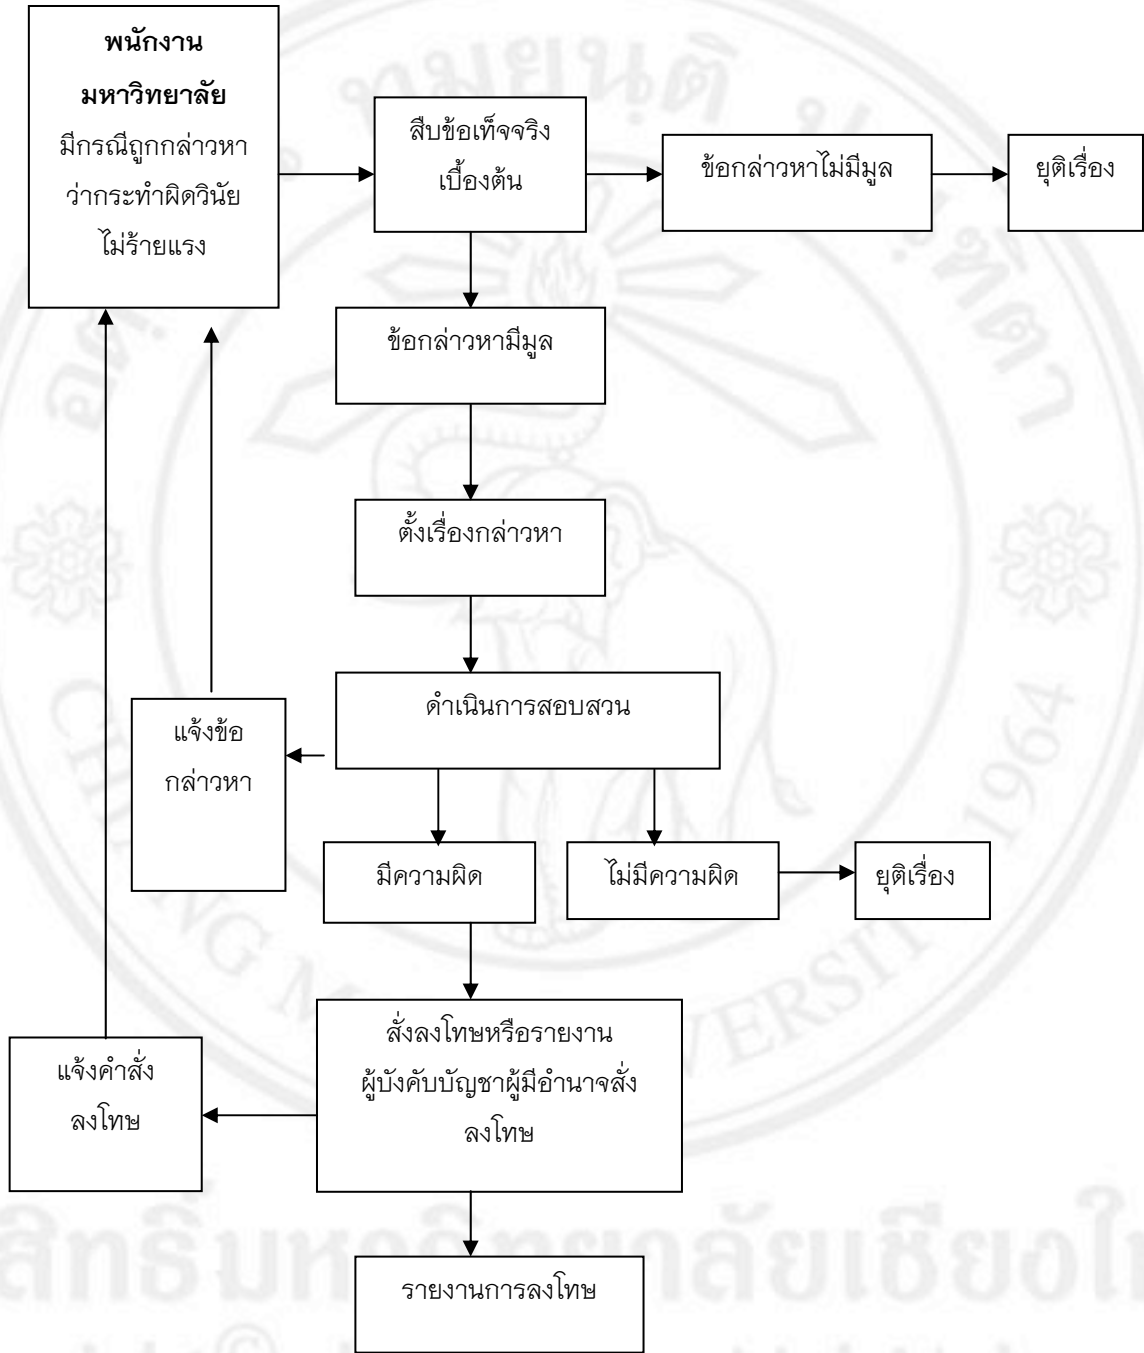 พนักงาน
มหาวิทยาลัย
มีกรณีถูกกล่าวหา
ว่ากระทำผิดวินัย
ไม่ร้ายแรง
สืบข้อเท็จจริง
เบื้องต้น
ข้อกล่าวหาไม่มีมูล
ยุติเรื่อง
ข้อกล่าวหามีมูล
ตั้งเรื่องกล่าวหา
ดำเนินการสอบสวน
แจ้งข้อ
กล่าวหา
มีความผิด
ไม่มีความผิด
ยุติเรื่อง
สั่งลงโทษหรือรายงาน
ผู้บังคับบัญชาผู้มีอำนาจสั่ง
ลงโทษ
แจ้งคำสั่ง
ลงโทษ
รายงานการลงโทษ
1964